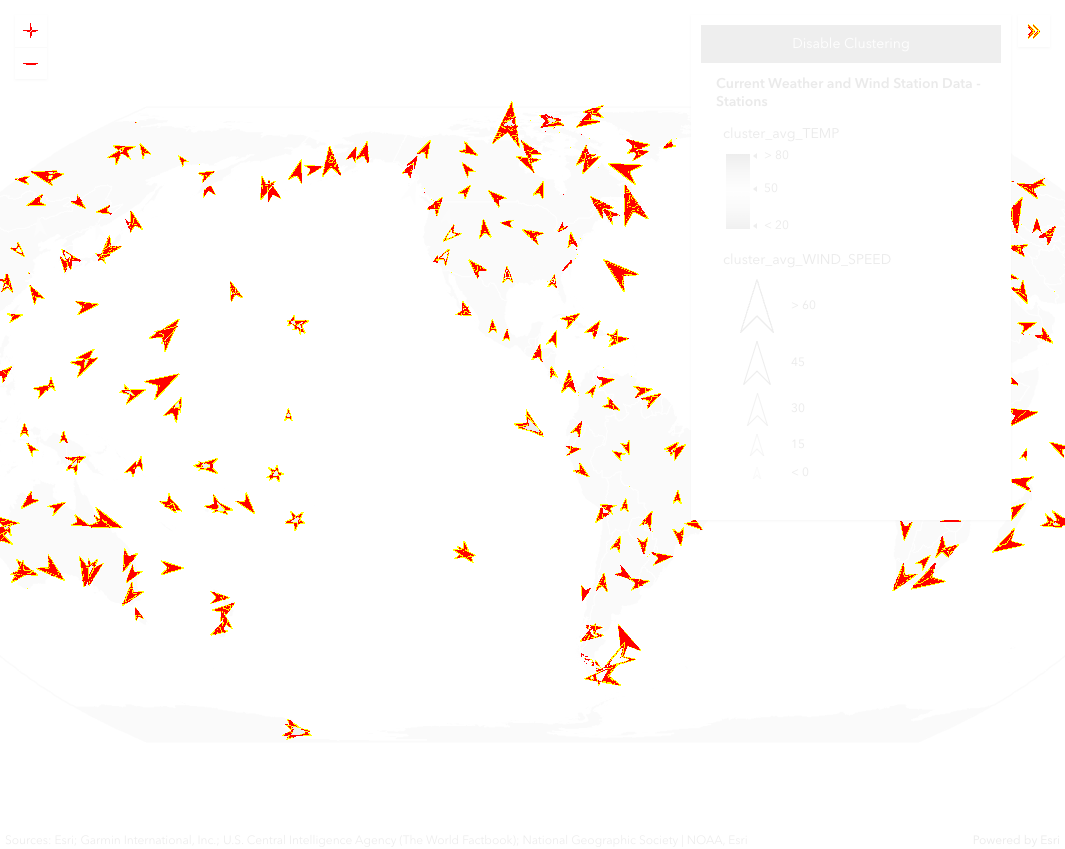 Disable Clustering
Current Weather and Wind Station Data -
Stations
cluster_avg_TEMP
> 80
50
< 20
cluster_avg_WIND_SPEED
> 60
45
30
15
< 0
Sources: Esri; Garmin International, Inc.; U.S. Central Intelligence Agency (The World Factbook); National Geographic Society | NOAA, Esri
Powered by Esri